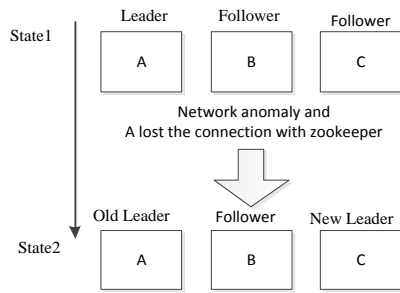 State1
Leader Follower Follower
A B C
Network anomaly and
A lost the connection with zookeeper
Old Leader Follower New Leader
State2
A B C